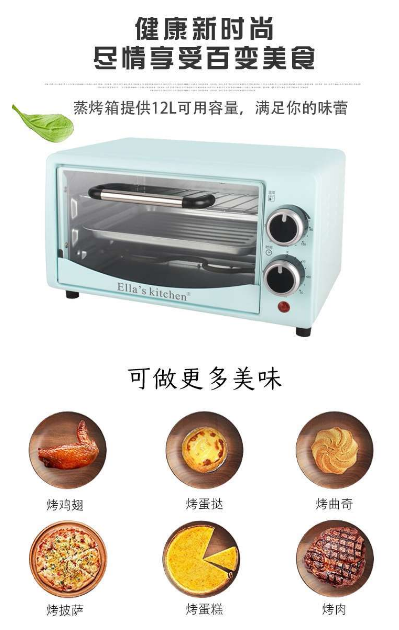 健康新时尚
尽情享受百变美食
蒸烤箱提供12L可用容量，满足你的味蕾
Ella's kitchen®
可做更多美味
烤鸡翅
烤蛋挞
烤曲奇
烤披萨
烤蛋糕
烤肉